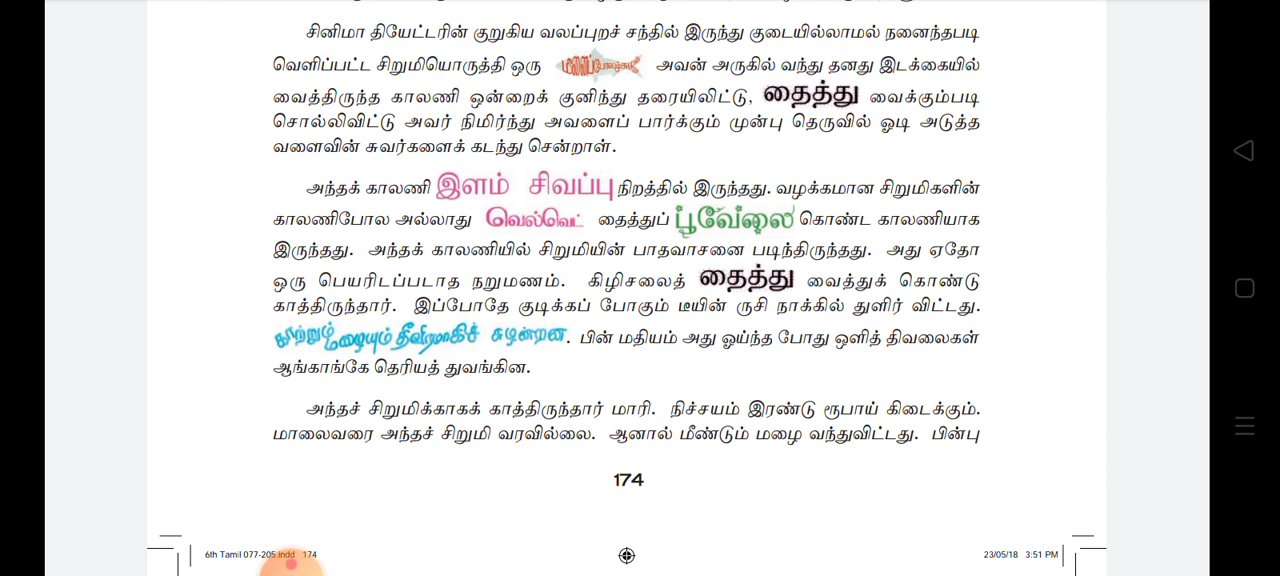 சினிமா தியேட்டரின் குறுகிய வலப்புறச் சந்தில் இருந்து குடையில்லாமல் நனைந்தபடி
வெளிப்பட்ட சிறுமியொருத்தி ஒரு மீனைப்போலச்சுழி அவன் அருகில் வந்து தனது இடக்கையில்
வைத்திருந்த காலணி ஒன்றைக் குனிந்து தரையிலிட்டு, தைத்து வைக்கும்படி
சொல்லிவிட்டு அவர் நிமிர்ந்து அவளைப் பார்க்கும் முன்பு தெருவில் ஓடி அடுத்த
வளைவின் சுவர்களைக் கடந்து சென்றாள்.
அந்தக் காலணி இளம் சிவப்பு நிறத்தில் இருந்தது. வழக்கமான சிறுமிகளின்
காலணிபோல அல்லாது வெல்வெட் தைத்துப் பூவேலை கொண்ட காலணியாக
இருந்தது. அந்தக் காலணியில் சிறுமியின் பாதவாசனை படிந்திருந்தது. அது ஏதோ
ஒரு பெயரிடப்படாத நறுமணம். கிழிசலைத் தைத்து வைத்துக் கொண்டு
காத்திருந்தார். இப்போதே குடிக்கப் போகும் டீயின் ருசி நாக்கில் துளிர் விட்டது.
காற்றும் மழையும் தீவிரமாகிச் சுழன்றன. பின் மதியம் அது ஓய்ந்த போது ஒளித் திவலைகள்
ஆங்காங்கே தெரியத் துவங்கின.
அந்தச் சிறுமிக்காகக் காத்திருந்தார் மாரி. நிச்சயம் இரண்டு ரூபாய் கிடைக்கும்.
மாலைவரை அந்தச் சிறுமி வரவில்லை. ஆனால் மீண்டும் மழை வந்துவிட்டது. பின்பு
174
6th Tamil 077-205.indd 174
23/05/18 3:51 PM